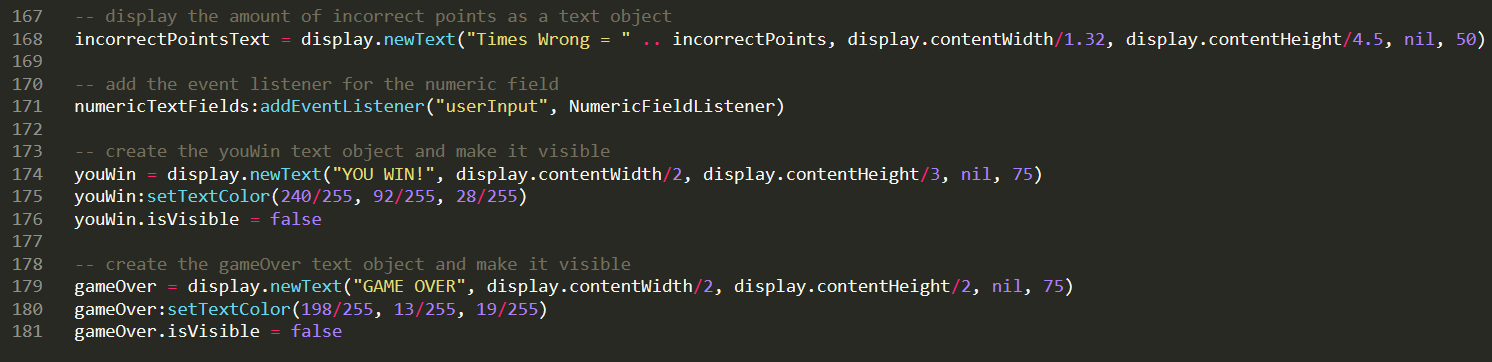 167 -- display the amount of incorrect points as a text object
168 incorrectPointsText = display.newText("Times Wrong = " .. incorrectPoints, display.contentWidth/1.32, display.contentHeight/4.5, nil, 50)
169
170 -- add the event listener for the numeric field
171 numericTextFields:addEventListener("userInput", NumericFieldListener)
172
173 -- create the youWin text object and make it visible
174 youWin = display.newText("YOU WIN!", display.contentWidth/2, display.contentHeight/3, nil, 75)
175 youWin:setTextColor(240/255, 92/255, 28/255)
176 youWin.isVisible = false
177
178 -- create the gameOver text object and make it visible
179 gameOver = display.newText("GAME OVER", display.contentWidth/2, display.contentHeight/2, nil, 75)
180 gameOver:setTextColor(198/255, 13/255, 19/255)
181 gameOver.isVisible = false